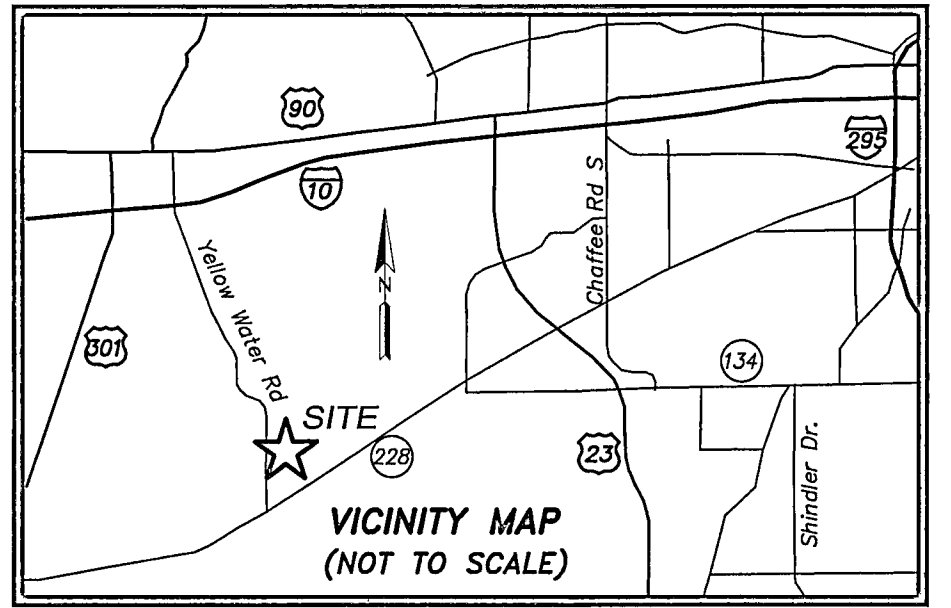 90
295
10
Chaffee Rd S
Yellow Water Rd
N
301
134
SITE
228
23
Shindler Dr.
VICINITY MAP
(NOT TO SCALE)